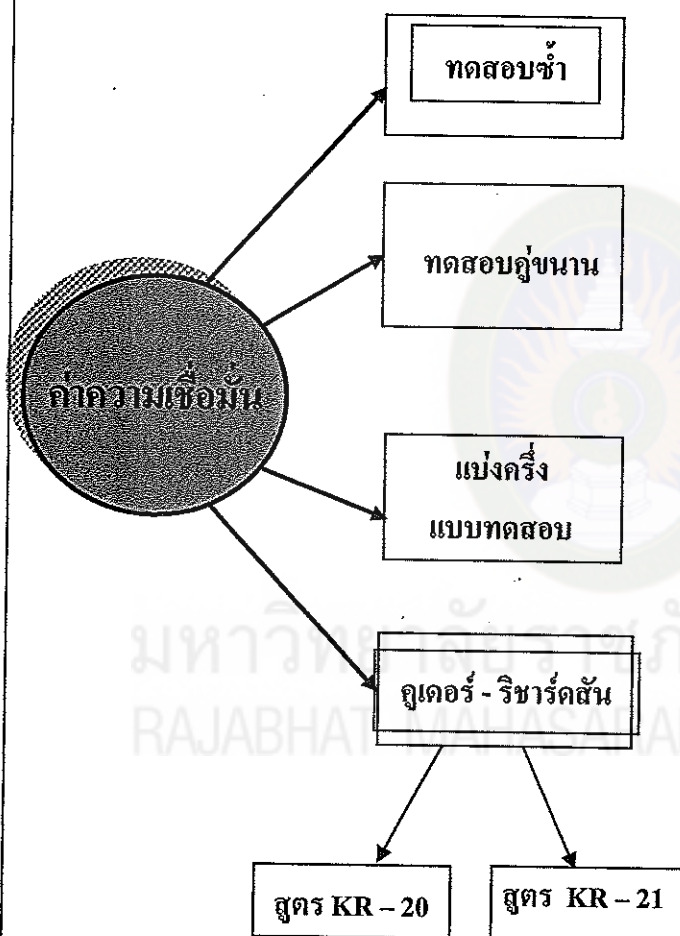 ทดสอบซ้ำ
ทดสอบคู่ขนาน
ค่าความเชื่อมั่น
แบ่งครึ่ง
แบบทดสอบ
คูเดอร์ - ริชาร์ดสัน
สูตร KR – 20
สูตร KR – 21
RAJABHAT MAHASARA